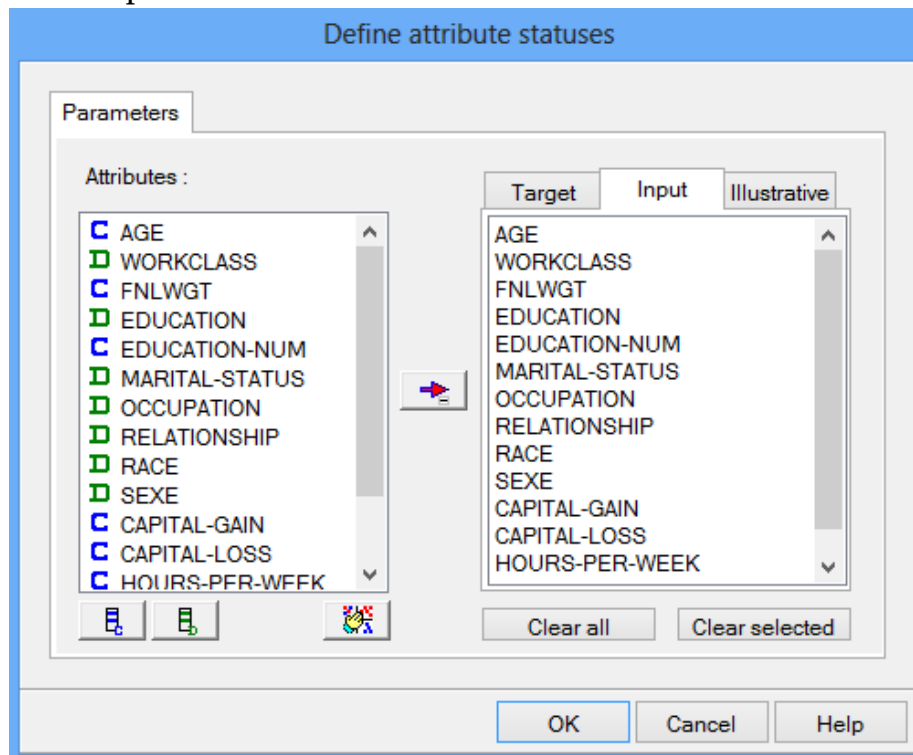 Define attribute statuses
Parameters
Attributes :
C AGE
D WORKCLASS
C FNLWGT
D EDUCATION
C EDUCATION-NUM
D MARITAL-STATUS
D OCCUPATION
D RELATIONSHIP
D RACE
D SEXE
C CAPITAL-GAIN
C CAPITAL-LOSS
C HOURS-PER-WEEK
Target Input Illustrative
AGE
WORKCLASS
FNLWGT
EDUCATION
EDUCATION-NUM
MARITAL-STATUS
OCCUPATION
RELATIONSHIP
RACE
SEXE
CAPITAL-GAIN
CAPITAL-LOSS
HOURS-PER-WEEK
C D
Clear all Clear selected
OK Cancel Help